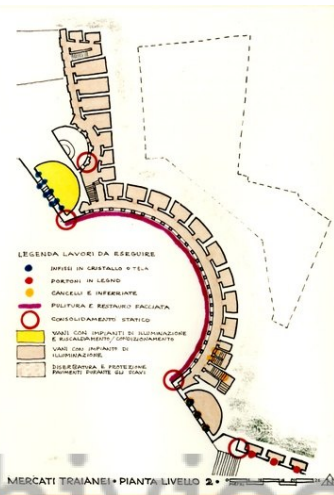 LEGENDA LAVORI DA ESEGUIRE
INFISSI IN CRISTALLO O TELA
PORTONI IN LEGNO
CANCELLI E INFERRIATE
PULITURA E RESTAURO FACCIATA
CONSOLIDAMENTO STATICO
VANI CON IMPIANTI DI ILLUMINAZIONE
E RISCALDAMENTO/CONDIZIONAMENTO
VANI CON IMPIANTO DI
ILLUMINAZIONE
DISERBATURA E PROTEZIONE
PAVIMENTI DURANTE GLI SCAVI
MERCATI TRAIANEI • PIANTA LIVELLO 2 •